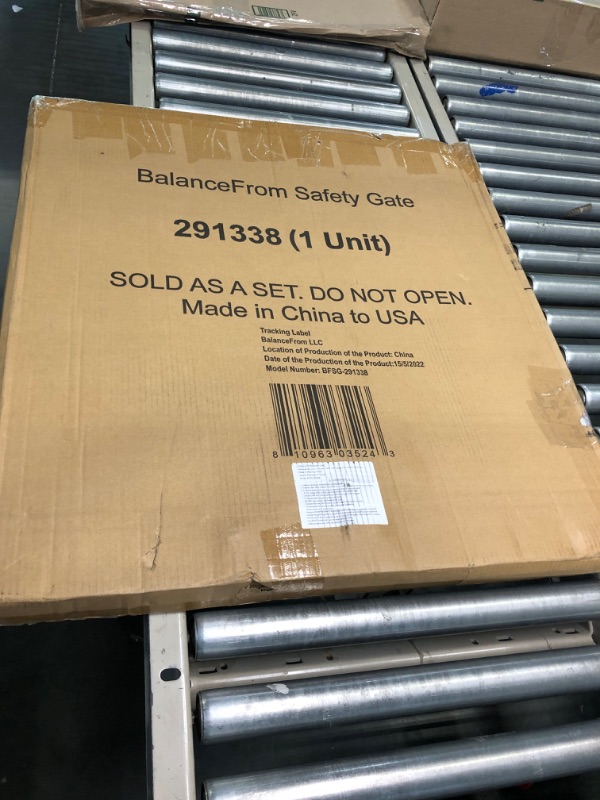 BalanceFrom Safety Gate
291338 (1 Unit)
SOLD AS A SET. DO NOT OPEN.
Made in China to USA
Tracking Label
BalanceFrom LLC
Location of Production of the Product: China
Date of the Production of the Product:15/5/2022
Model Number: BFSG-291338
8 10963 03524 3